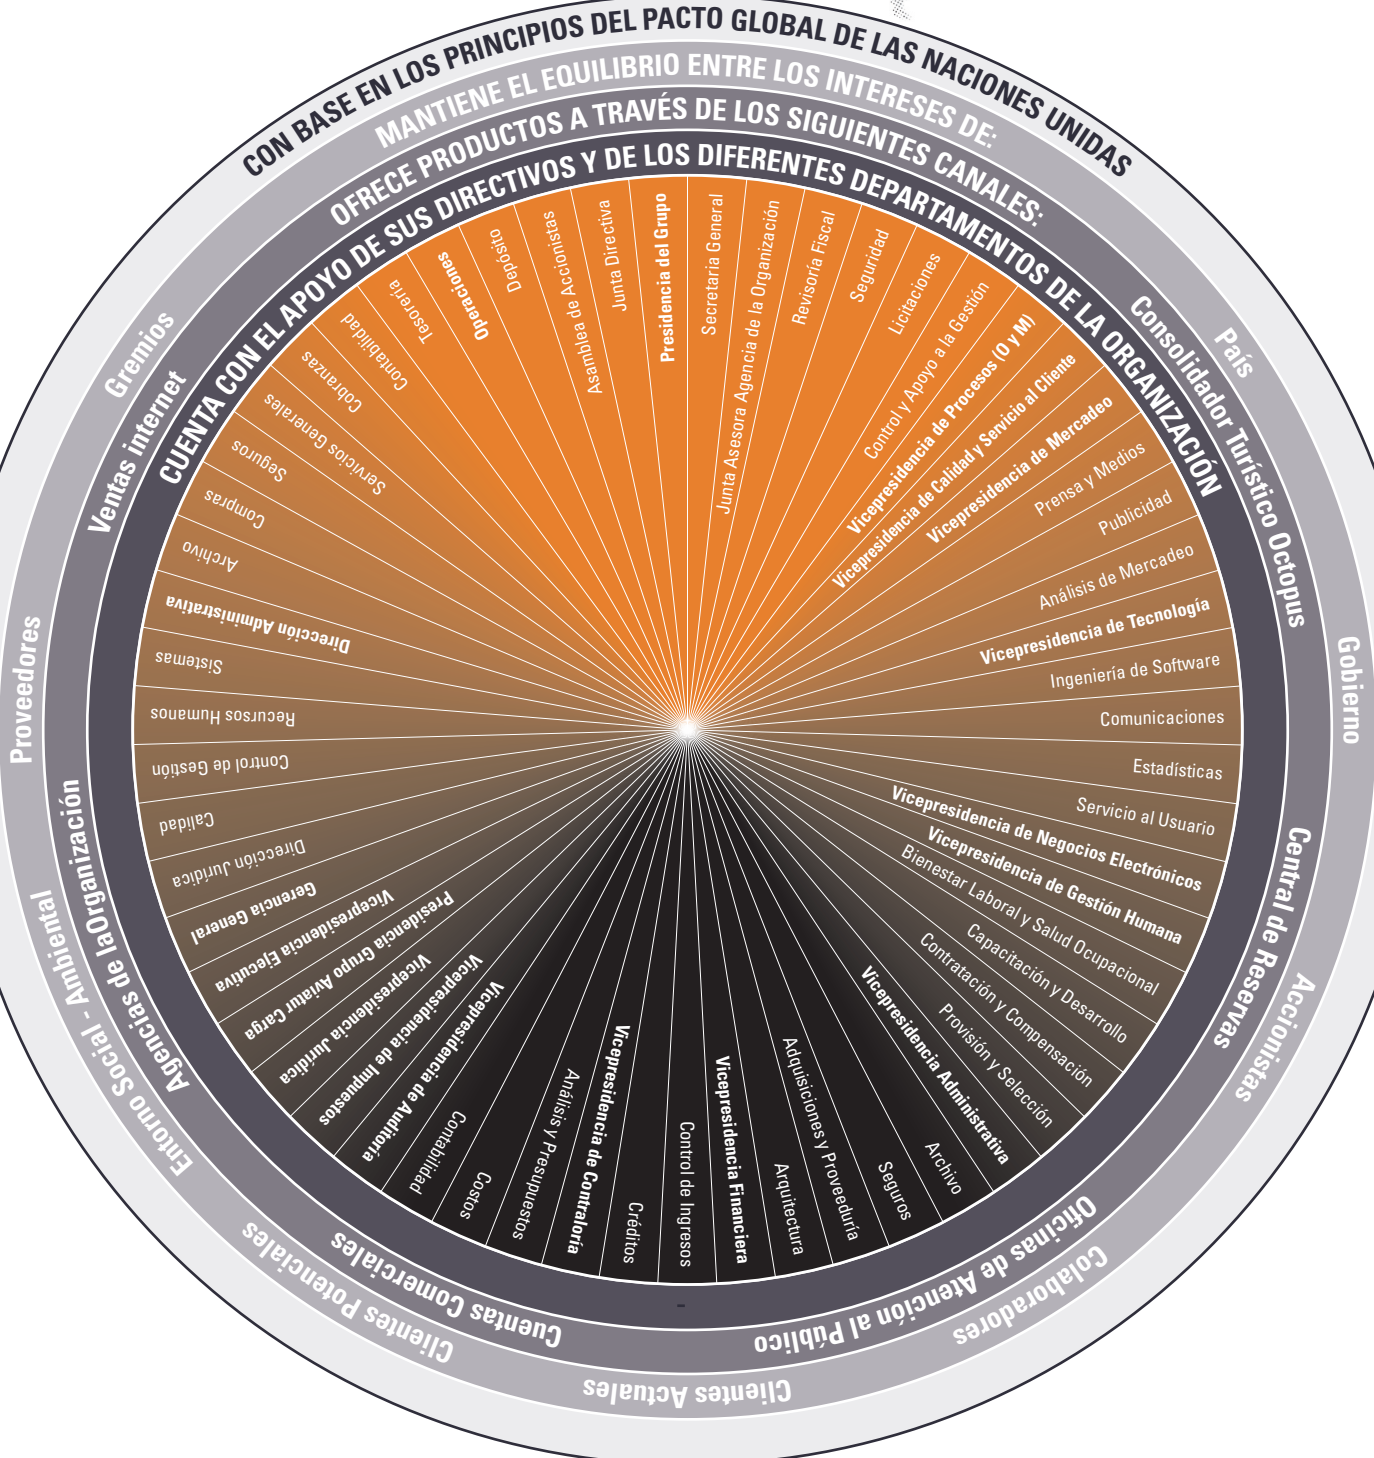 CON BASE EN LOS PRINCIPIOS DEL PACTO GLOBAL DE LAS NACIONES UNIDAS
MANTIENE EL EQUILIBRIO ENTRE LOS INTERESES DE:
País
Gobierno
Accionistas
Colaboradores
Clientes Actuales
Clientes Potenciales
Entorno Social - Ambiental
Proveedores
Gremios
OFRECE PRODUCTOS A TRAVÉS DE LOS SIGUIENTES CANALES:
Consolidador Turístico Octopus
Central de Reservas
Oficinas de Atención al Público
Cuentas Comerciales
Agencias de laOrganización
Ventas internet
CUENTA CON EL APOYO DE SUS DIRECTIVOS Y DE LOS DIFERENTES DEPARTAMENTOS DE LA ORGANIZACIÓN
-
Presidencia del Grupo
Secretaria General
Junta Asesora Agencia de la Organización
Revisoría Fiscal
Seguridad
Licitaciones
Control y Apoyo a la Gestión
Vicepresidencia de Procesos (O y M)
Vicepresidencia de Calidad y Servicio al Cliente
Vicepresidencia de Mercadeo
Prensa y Medios
Publicidad
Análisis de Mercadeo
Vicepresidencia de Tecnología
Ingeniería de Software
Comunicaciones
Estadísticas
Servicio al Usuario
Vicepresidencia de Negocios Electrónicos
Vicepresidencia de Gestión Humana
Bienestar Laboral y Salud Ocupacional
Capacitación y Desarrollo
Contratación y Compensación
Provisión y Selección
Vicepresidencia Administrativa
Archivo
Seguros
Adquisiciones y Proveeduría
Arquitectura
Vicepresidencia Financiera
Control de Ingresos
Créditos
Vicepresidencia de Contraloría
Análisis y Presupuestos
Costos
Contabilidad
Vicepresidencia de Auditoría
Vicepresidencia de Impuestos
Vicepresidencia Jurídica
Presidencia Grupo Aviatur Carga
Vicepresidencia Ejecutiva
Gerencia General
Dirección Jurídica
Calidad
Control de Gestión
Recursos Humanos
Sistemas
Dirección Administrativa
Archivo
Compras
Seguros
Servicios Generales
Cobranzas
Contabilidad
Tesorería
Operaciones
Depósito
Asamblea de Accionistas
Junta Directiva